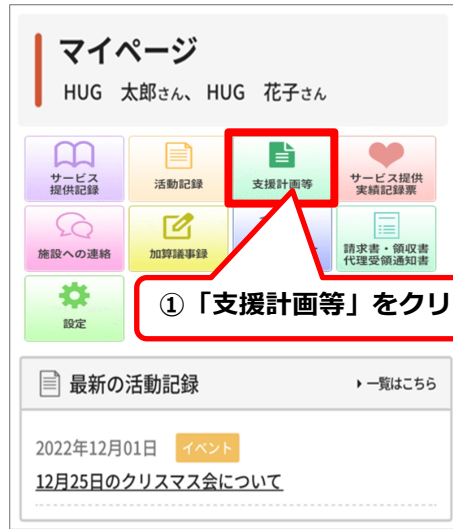 マイページ
HUG 太郎さん、HUG 花子さん
サービス
提供記録
活動記録
支援計画等
サービス提供
実績記録票
施設への連絡
加算議事録
請求書・領収書
代理受領通知書
①「支援計画等」をクリ
設定
最新の活動記録
一覧はこちら
2022年12月01日 イベント
12月25日のクリスマス会について